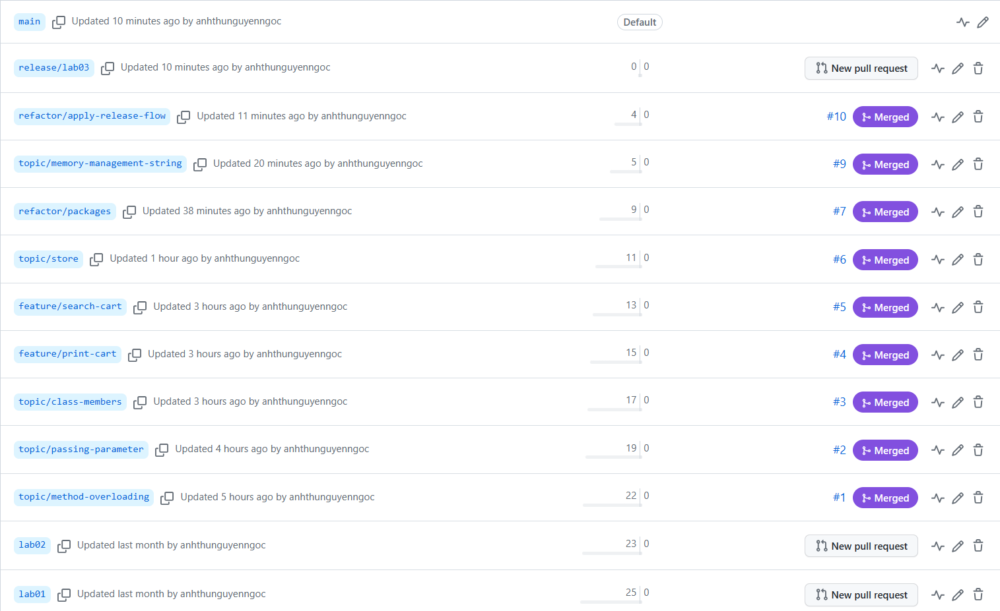 main Updated 10 minutes ago by anhthunguyenngoc Default
release/lab03 Updated 10 minutes ago by anhthunguyenngoc 0 0 New pull request
refactor/apply-release-flow Updated 11 minutes ago by anhthunguyenngoc 4 0 #10 Merged
topic/memory-management-string Updated 20 minutes ago by anhthunguyenngoc 5 0 #9 Merged
refactor/packages Updated 38 minutes ago by anhthunguyenngoc 9 0 #7 Merged
topic/store Updated 1 hour ago by anhthunguyenngoc 11 0 #6 Merged
feature/search-cart Updated 3 hours ago by anhthunguyenngoc 13 0 #5 Merged
feature/print-cart Updated 3 hours ago by anhthunguyenngoc 15 0 #4 Merged
topic/class-members Updated 3 hours ago by anhthunguyenngoc 17 0 #3 Merged
topic/passing-parameter Updated 4 hours ago by anhthunguyenngoc 19 0 #2 Merged
topic/method-overloading Updated 5 hours ago by anhthunguyenngoc 22 0 #1 Merged
lab02 Updated last month by anhthunguyenngoc 23 0 New pull request
lab01 Updated last month by anhthunguyenngoc 25 0 New pull request